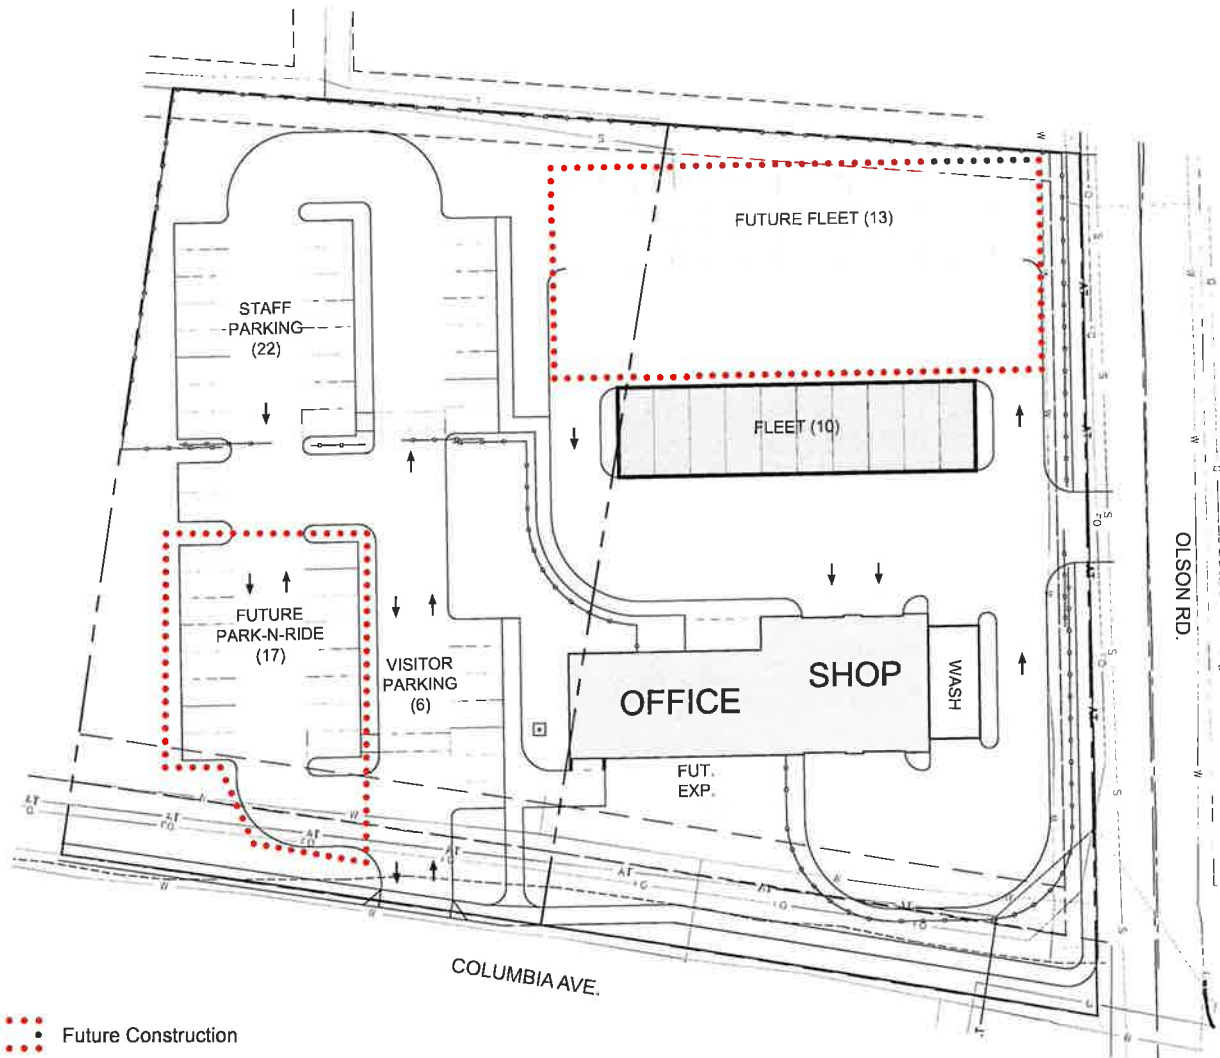 FUTURE FLEET (13)
STAFF
PARKING
(22)
FLEET (10)
OLSON RD.
FUTURE
PARK-N-RIDE
(17)
VISITOR
PARKING
(6)
OFFICE
SHOP
WASH
FUT.
EXP.
COLUMBIA AVE.
Future Construction